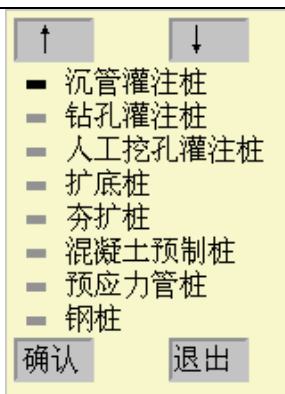 ↑ ↓
沉管灌注桩
钻孔灌注桩
人工挖孔灌注桩
扩底桩
夯扩桩
混凝土预制桩
预应力管桩
钢桩
确认 退出